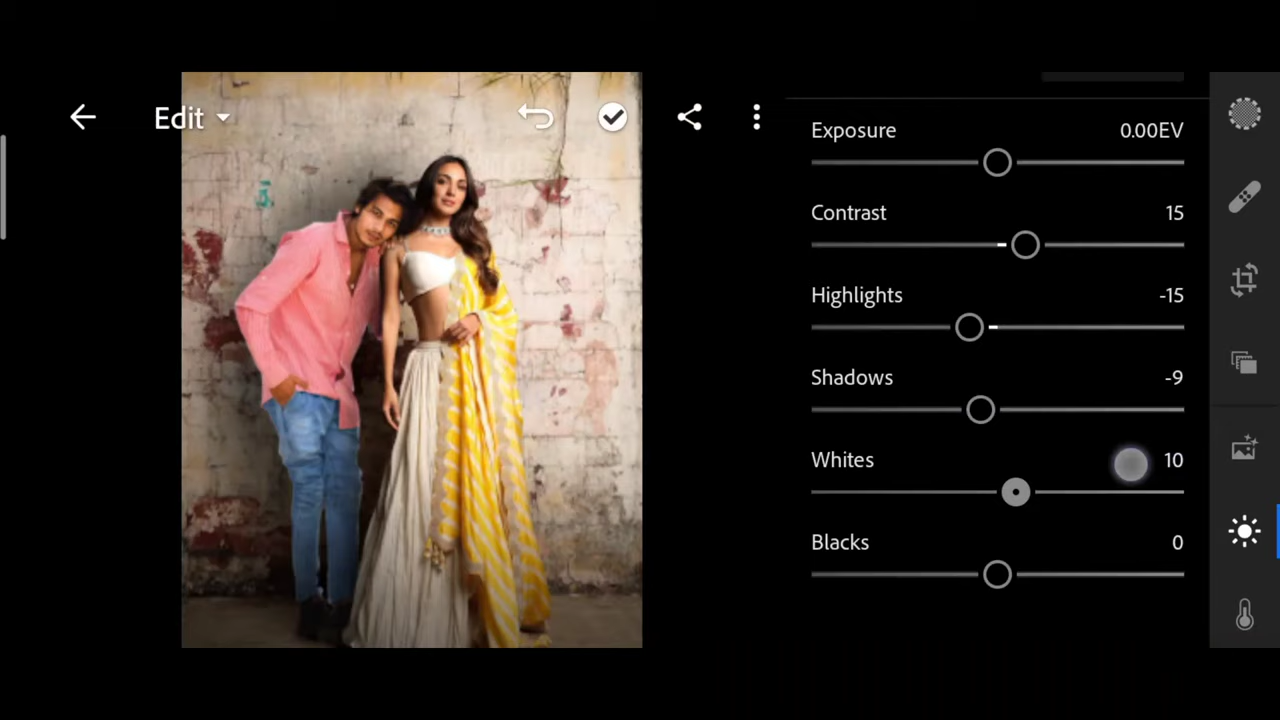 Edit
Exposure 0.00EV
Contrast 15
Highlights -15
Shadows -9
Whites 10
Blacks 0